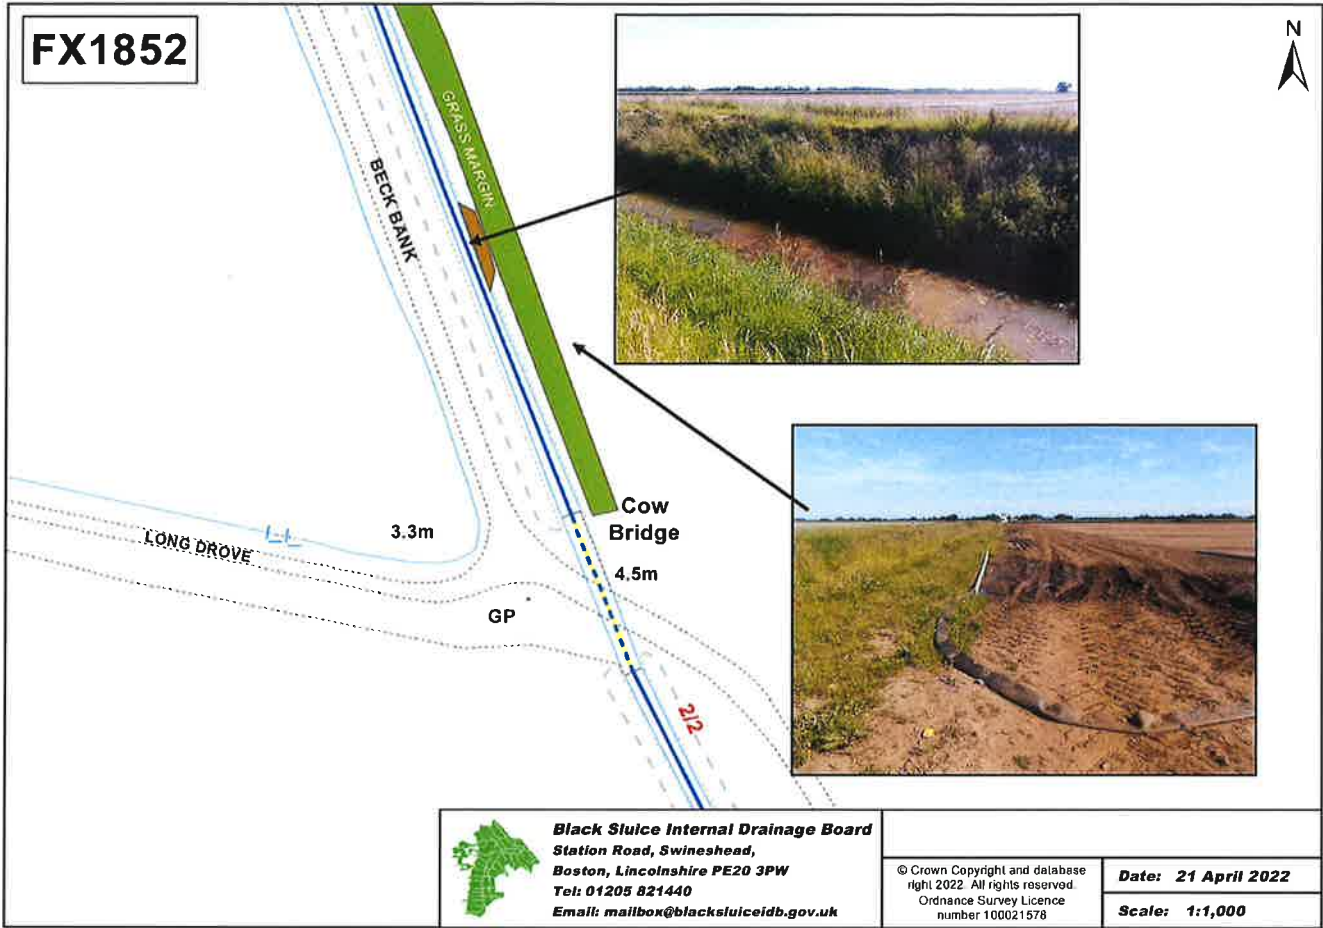 FX1852
N
GRASS MARGIN
BECK BANK
Cow
Bridge
3.3m
LONG DROVE
4.5m
GP
2/2
Black Sluice Internal Drainage Board
Station Road, Swineshead,
Boston, Lincolnshire PE20 3PW
Tel: 01205 821440
Email: mailbox@blacksluiceidb.gov.uk
© Crown Copyright and database
right 2022. All rights reserved.
Ordnance Survey Licence
number 100021578
Date: 21 April 2022
Scale: 1:1,000